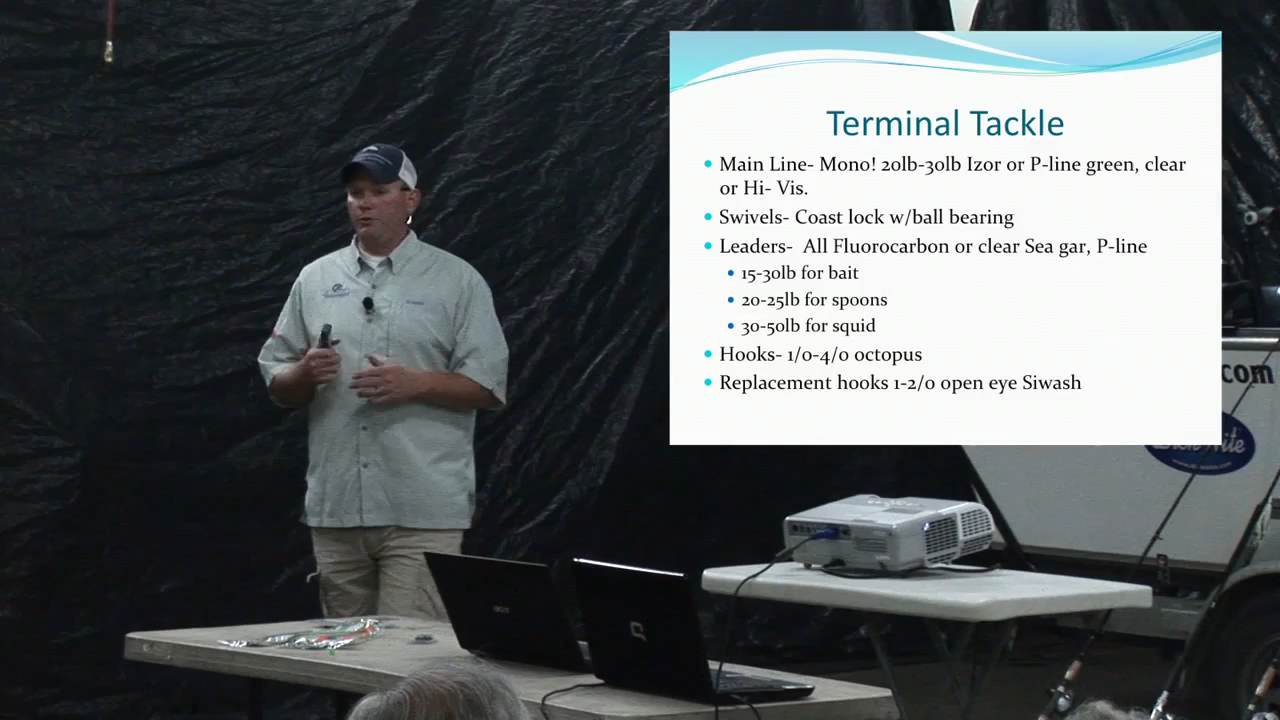 Terminal Tackle
Main Line- Mono! 20lb-30lb Izor or P-line green, clear
or Hi- Vis.
Swivels- Coast lock w/ball bearing
Leaders-  All Fluorocarbon or clear Sea gar, P-line
15-30lb for bait
20-25lb for spoons
30-50lb for squid
Hooks- 1/0-4/0 octopus
Replacement hooks 1-2/0 open eye Siwash
com
acer